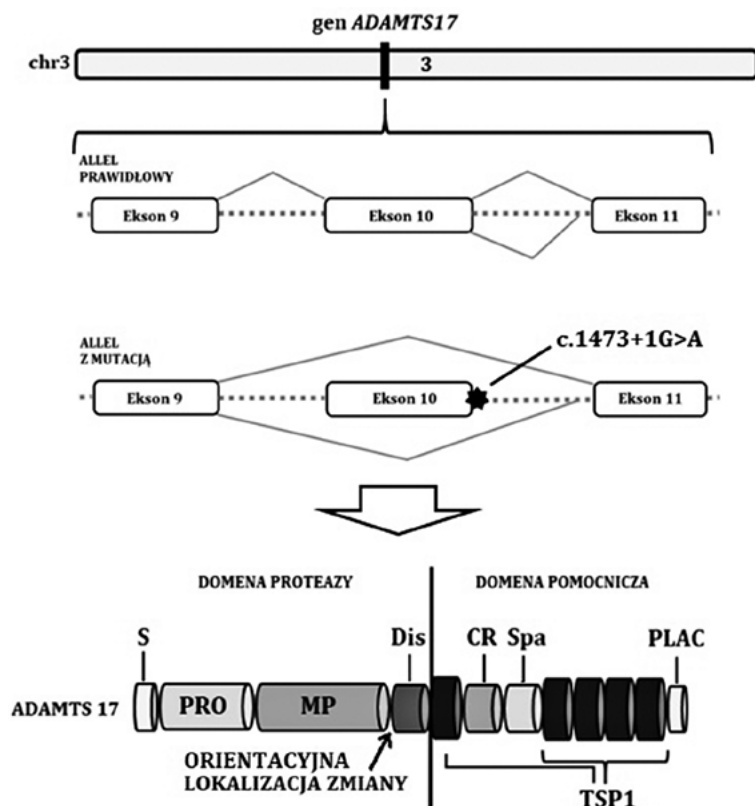 gen ADAMTS17
chr3
3
ALLEL
PRAWIDŁOWY
Ekson 9
Ekson 10
Ekson 11
c.1473+1G>A
ALLEL
Z MUTACJĄ
Ekson 9
Ekson 10
Ekson 11
DOMENA PROTEAZY
DOMENA POMOCNICZA
S
Dis
CR
Spa
PLAC
ADAMTS 17
PRO
MP
ORIENTACYJNA
LOKALIZACJA ZMIANY
TSP1